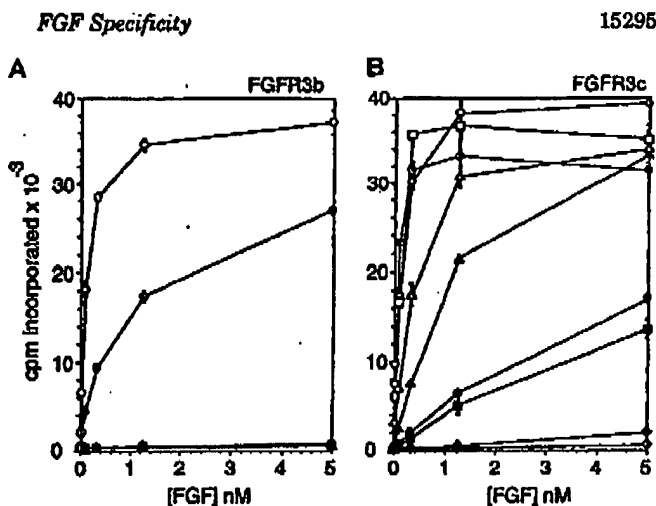 FGF Specificity 15295
A B
FGFR3b FGFR3c
cpm incorporated x 10⁻³
40 40
30 30
20 20
10 10
0 0
0 1 2 3 4 5 0 1 2 3 4 5
[FGF] nM [FGF] nM